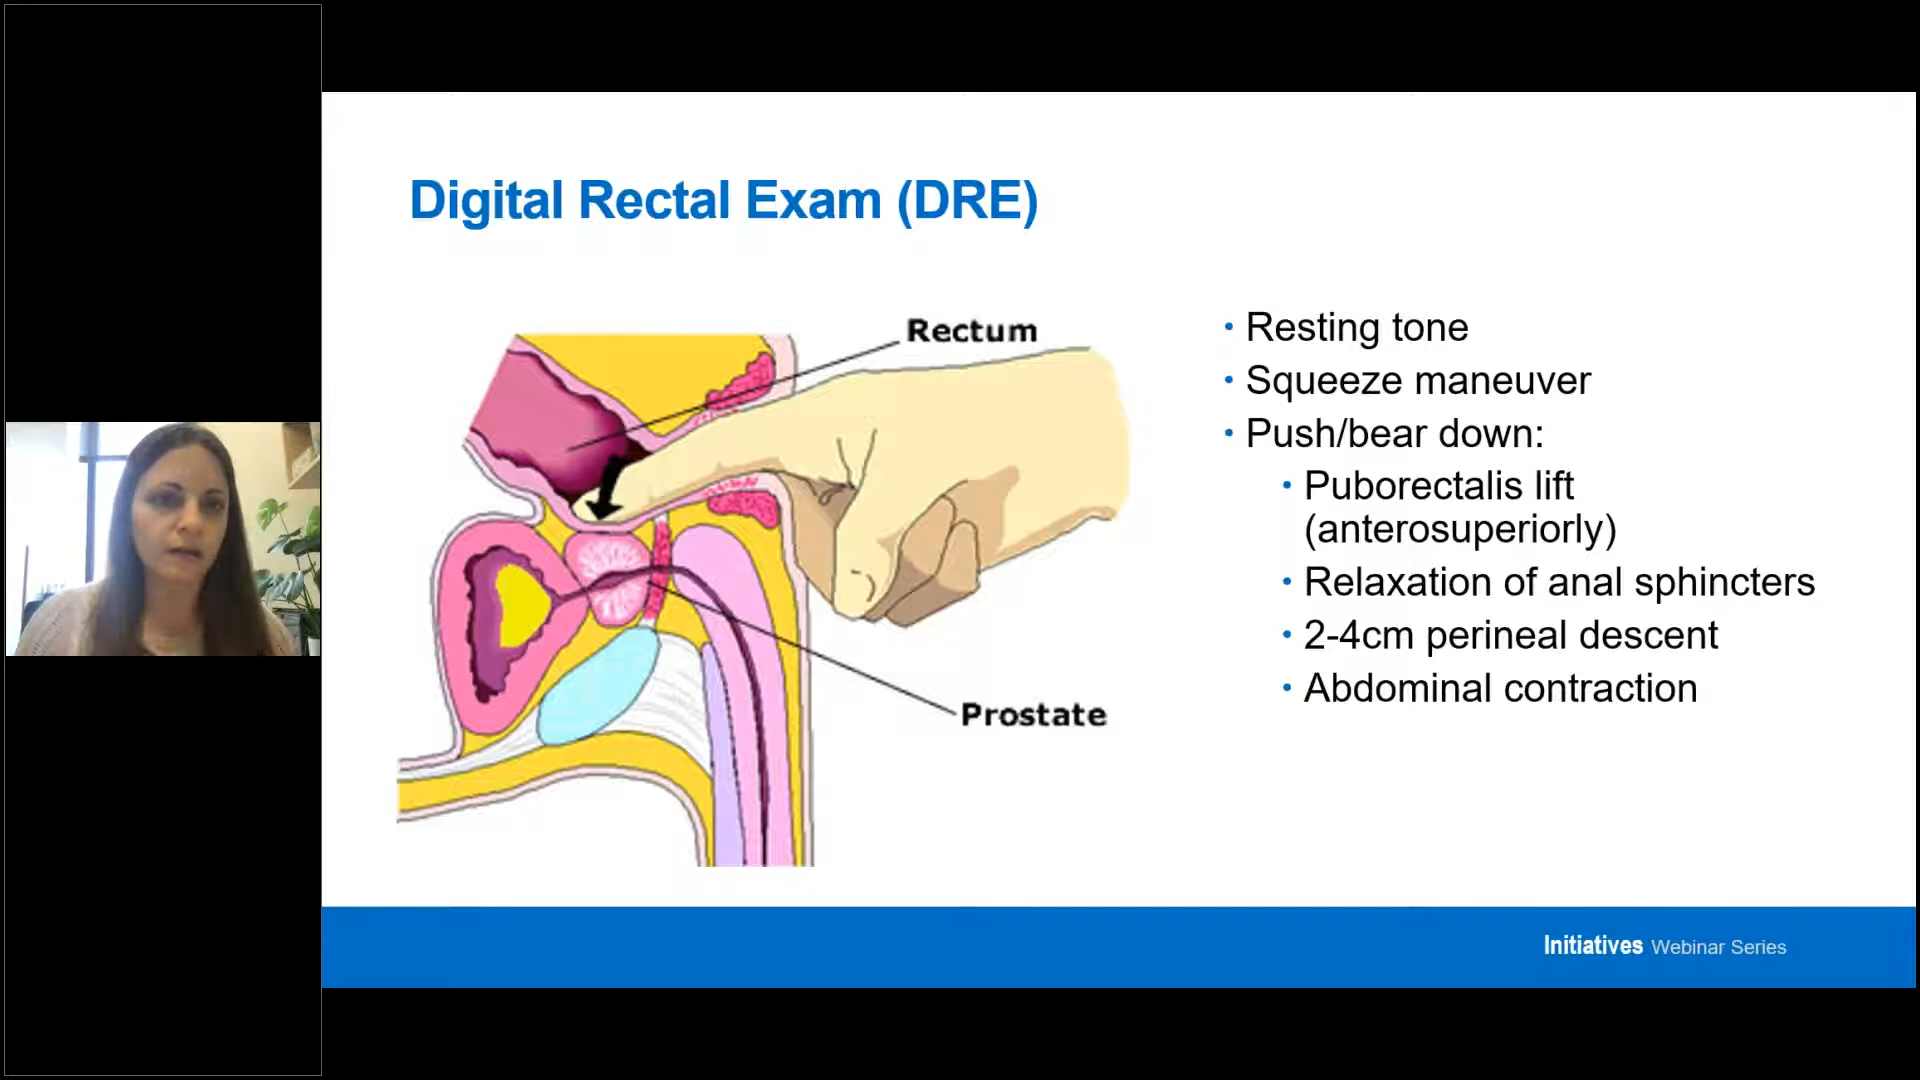 Digital Rectal Exam (DRE)
Rectum
Prostate
• Resting tone
• Squeeze maneuver
• Push/bear down:
• Puborectalis lift
(anterosuperiorly)
• Relaxation of anal sphincters
• 2-4cm perineal descent
• Abdominal contraction
Initiatives Webinar Series